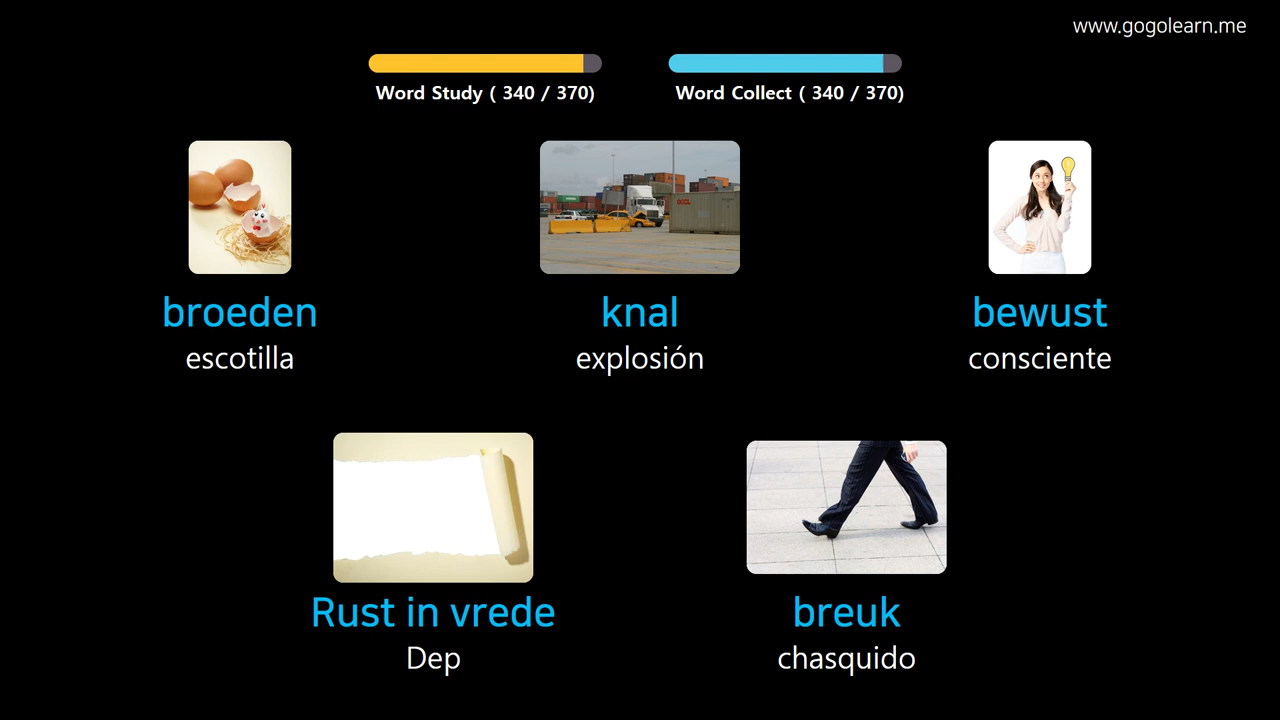 www.gogolearn.me
Word Study ( 340 / 370)
Word Collect ( 340 / 370)
broeden
escotilla
knal
explosión
bewust
consciente
Rust in vrede
Dep
breuk
chasquido